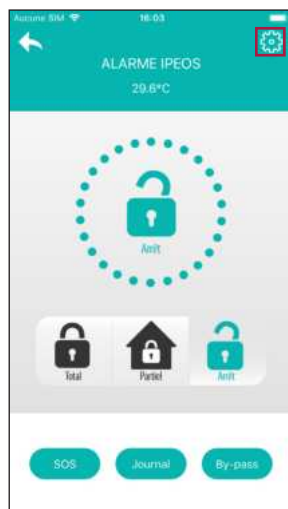 Aucune SIM 16:03
ALARME IPEOS
29.6°C
Arrêt
Total Partiel Arrêt
SOS Journal By-pass